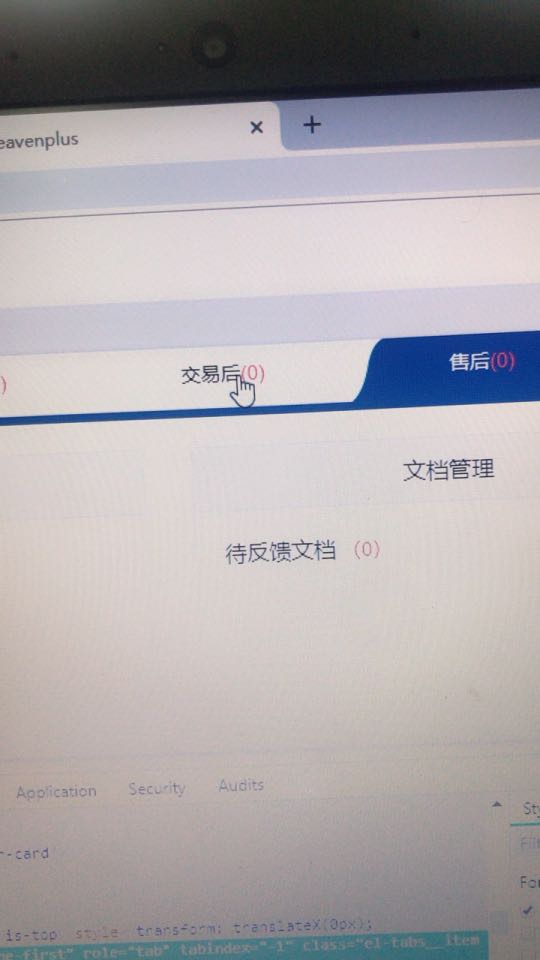 eavenplus
)
交易后(0)
售后(0)
文档管理
待反馈文档 (0)
Application Security Audits
r-card
is-top style transform: translateX(0px);
ne-first" role="tab" tabindex="-1" class="el-tabs__item
Sty
Filt
For